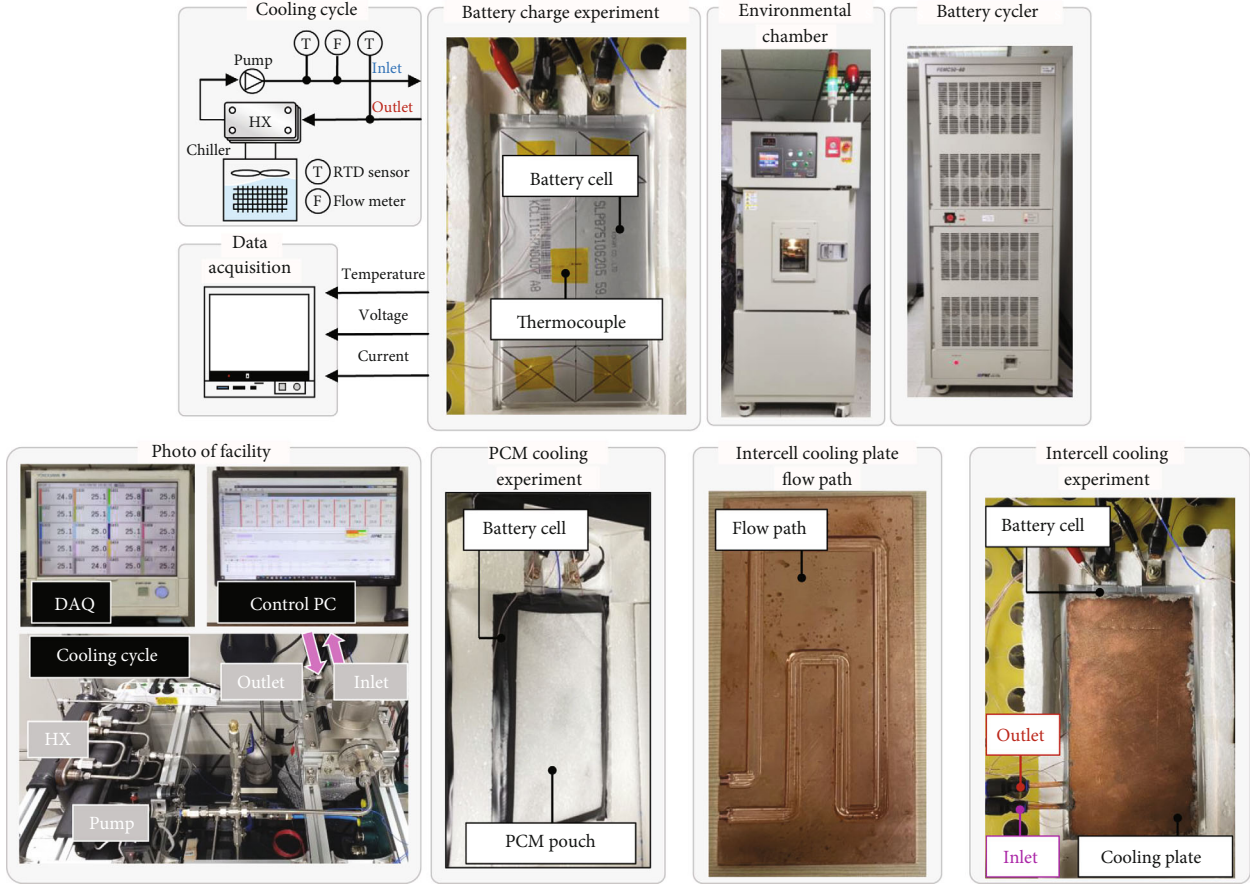 Cooling cycle
T
F
T
Pump
Inlet
Outlet
HX
Chiller
T RTD sensor
F Flow meter
Data
acquisition
Temperature
Voltage
Current
Battery charge experiment
Battery cell
SLPB75106205
Thermocouple
Environmental
chamber
Battery cycler
Photo of facility
24.9 25.1 25.8
25.1 25.1 25.8 25.2
25.1 25.0 25.1 25.3
25.1 25.0 25.8 25.4
25.1 24.9 25.0 25.2
DAQ
Control PC
Cooling cycle
Outlet
Inlet
HX
Pump
PCM cooling
experiment
Battery cell
PCM pouch
Intercell cooling plate
flow path
Flow path
Intercell cooling
experiment
Battery cell
Outlet
Inlet
Cooling plate